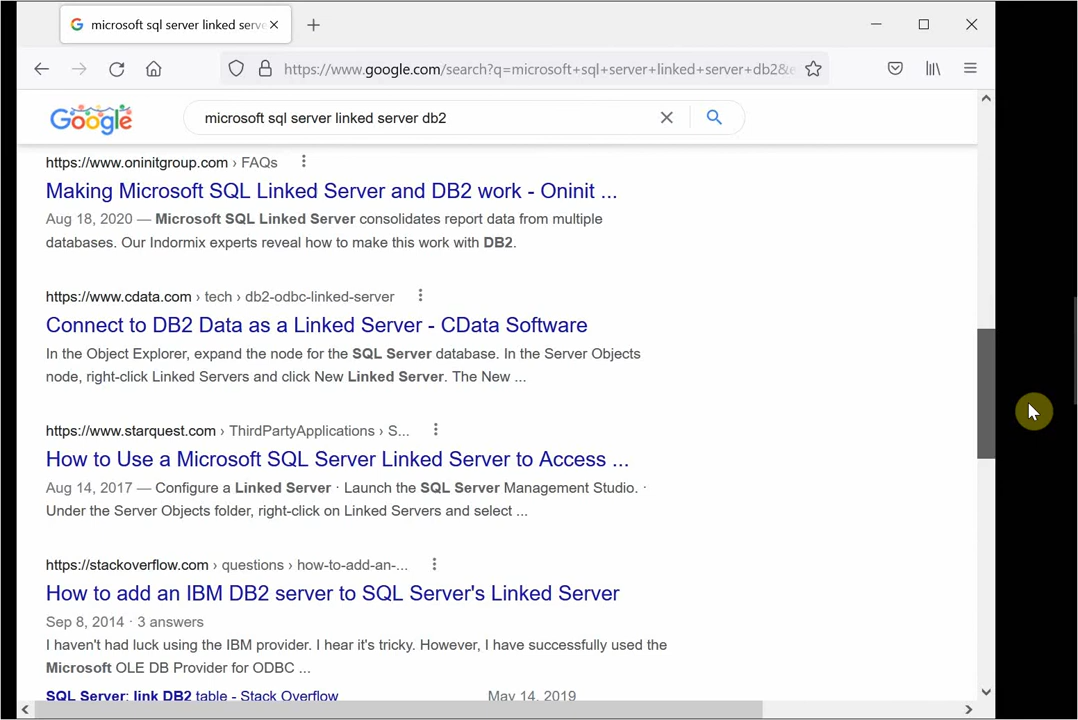 microsoft sql server linked serve
https://www.google.com/search?q=microsoft+sql+server+linked+server+db2&
Google
microsoft sql server linked server db2
https://www.oninitgroup.com › FAQs
Making Microsoft SQL Linked Server and DB2 work - Oninit ...
Aug 18, 2020 — Microsoft SQL Linked Server consolidates report data from multiple
databases. Our Indormix experts reveal how to make this work with DB2.
https://www.cdata.com › tech › db2-odbc-linked-server
Connect to DB2 Data as a Linked Server - CData Software
In the Object Explorer, expand the node for the SQL Server database. In the Server Objects
node, right-click Linked Servers and click New Linked Server. The New ...
https://www.starquest.com › ThirdPartyApplications › S...
How to Use a Microsoft SQL Server Linked Server to Access ...
Aug 14, 2017 — Configure a Linked Server · Launch the SQL Server Management Studio. ·
Under the Server Objects folder, right-click on Linked Servers and select ...
https://stackoverflow.com › questions › how-to-add-an-...
How to add an IBM DB2 server to SQL Server's Linked Server
Sep 8, 2014 · 3 answers
I haven't had luck using the IBM provider. I hear it's tricky. However, I have successfully used the
Microsoft OLE DB Provider for ODBC ...
SQL Server: link DB2 table - Stack Overflow May 14, 2019